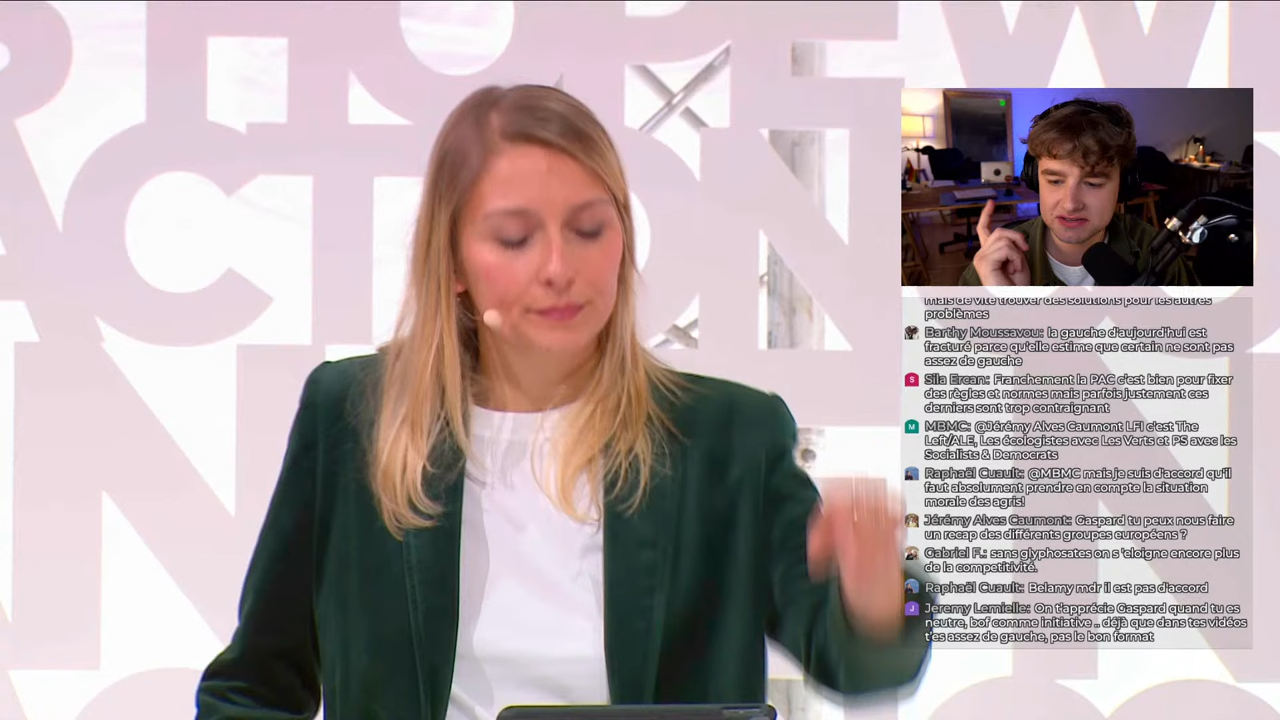 HOPE W
ACTION
mais de vite trouver des solutions pour les autres
problèmes
Barthy Moussavou: la gauche d'aujourd'hui est
fracturé parce qu'elle estime que certain ne sont pas
assez de gauche
Sila Ercan: Franchement la PAC c'est bien pour fixer
des règles et normes mais parfois justement ces
derniers sont trop contraignant
MBMC: @Jérémy Alves Caumont LFI c'est The
Left/ALE, Les écologistes avec Les Verts et PS avec les
Socialists & Democrats
Raphaël Cuault: @MBMC mais je suis d'accord qu'il
faut absolument prendre en compte la situation
morale des agris!
Jérémy Alves Caumont: Gaspard tu peux nous faire
un recap des différents groupes européens ?
Gabriel F.: sans glyphosates on s 'eloigne encore plus
de la competitivité.
Raphaël Cuault: Belamy mdr il est pas d'accord
Jeremy Lemielle: On t'apprécie Gaspard quand tu es
neutre, bof comme initiative .. déjà que dans tes vidéos
t'es assez de gauche, pas le bon format